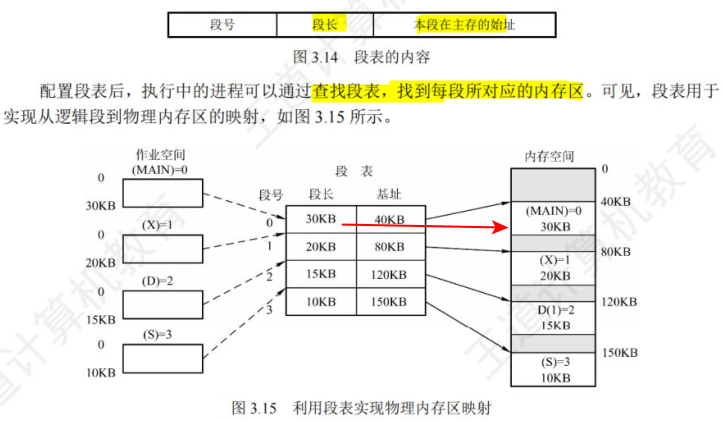 段号 段长 本段在主存的始址
图 3.14 段表的内容
配置段表后，执行中的进程可以通过查找段表，找到每段所对应的内存区。可见，段表用于
实现从逻辑段到物理内存区的映射，如图 3.15 所示。
作业空间
(MAIN)=0
0
30KB
(X)=1
0
20KB
(D)=2
0
15KB
(S)=3
0
10KB
段 表
段号 段长 基址
0 30KB 40KB
1 20KB 80KB
2 15KB 120KB
3 10KB 150KB
内存空间
0
40KB
(MAIN)=0
30KB
80KB
(X)=1
20KB
120KB
D(1)=2
15KB
150KB
(S)=3
10KB
图 3.15 利用段表实现物理内存区映射
王道计算机教育